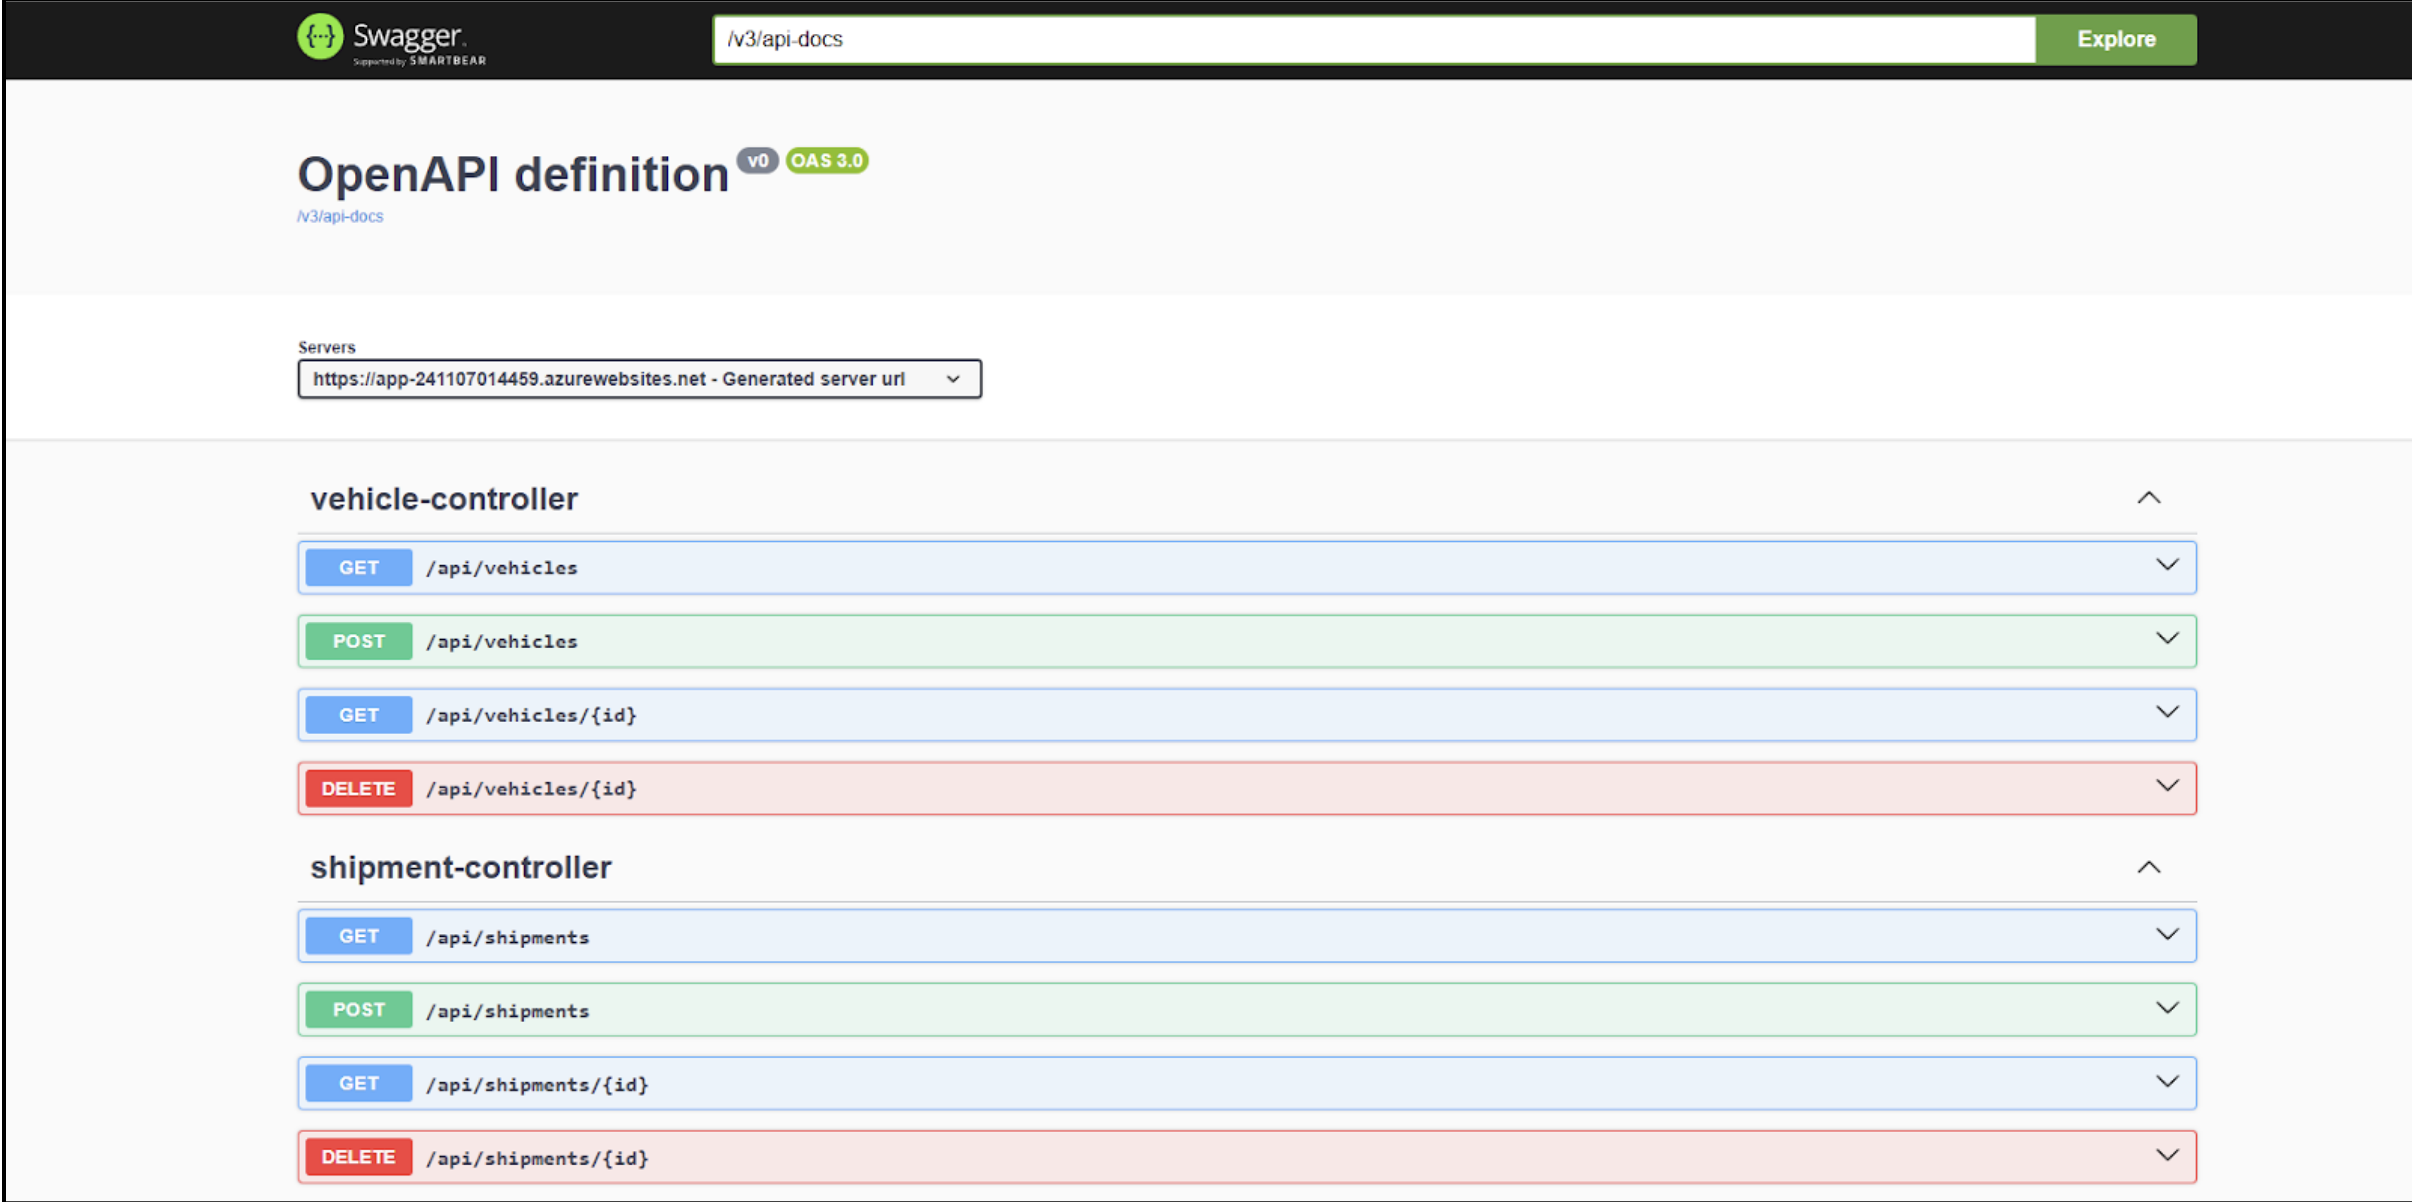 {...} Swagger.
Supported by SMARTBEAR
/v3/api-docs
Explore
OpenAPI definition v0 OAS 3.0
/v3/api-docs
Servers
https://app-241107014459.azurewebsites.net - Generated server url
vehicle-controller
GET /api/vehicles
POST /api/vehicles
GET /api/vehicles/{id}
DELETE /api/vehicles/{id}
shipment-controller
GET /api/shipments
POST /api/shipments
GET /api/shipments/{id}
DELETE /api/shipments/{id}